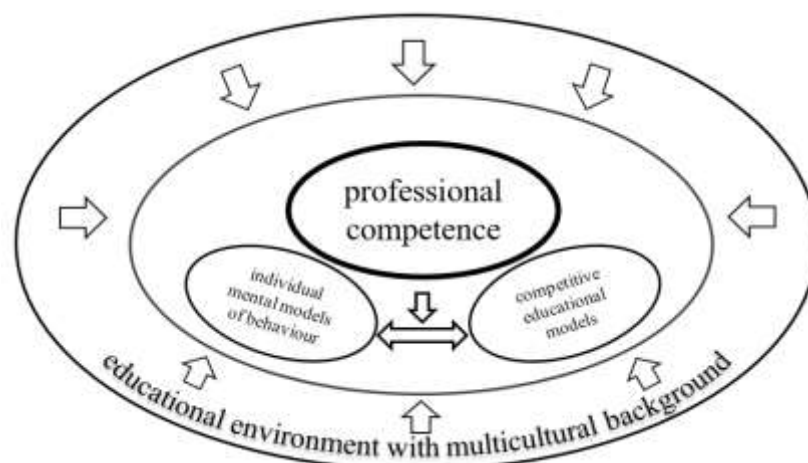 professional
competence
individual
mental models
of behaviour
competitive
educational
models
educational environment with multicultural background